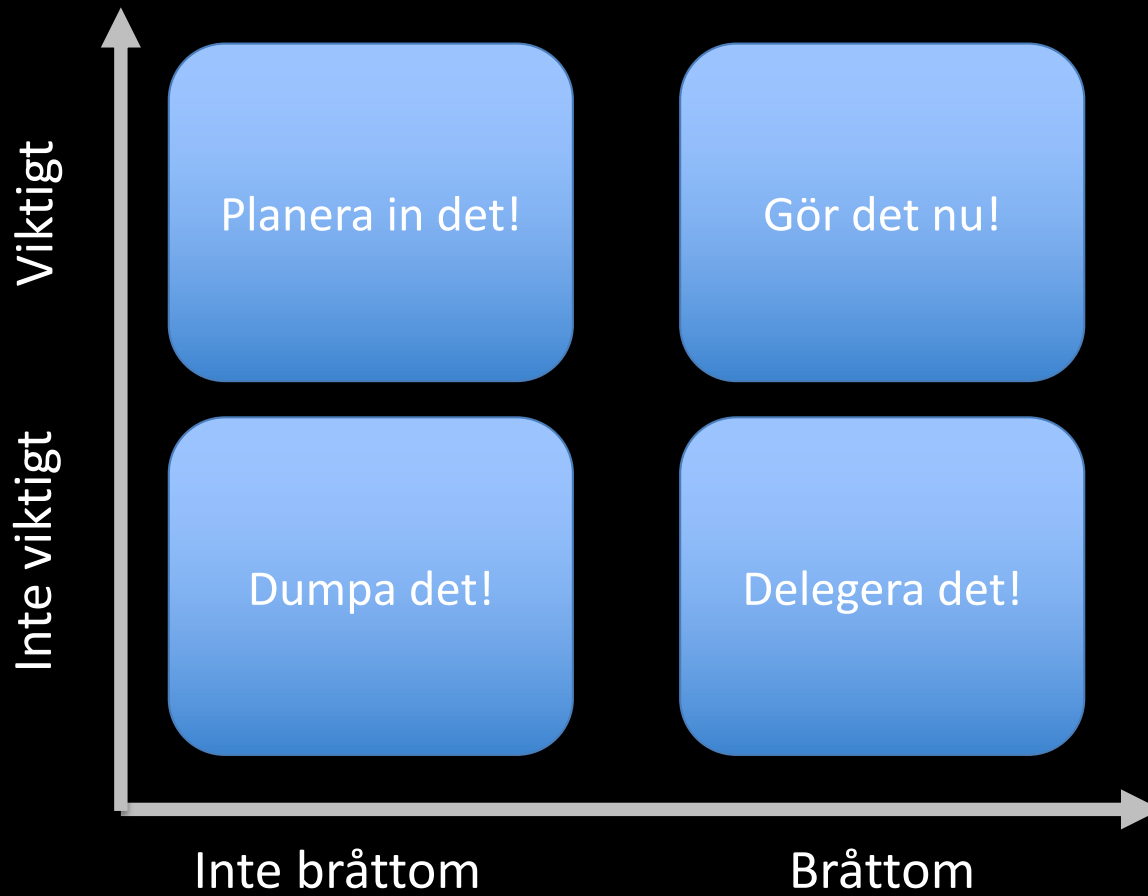 Viktigt
Planera in det!
Gör det nu!
Inte viktigt
Dumpa det!
Delegera det!
Inte bråttom
Bråttom